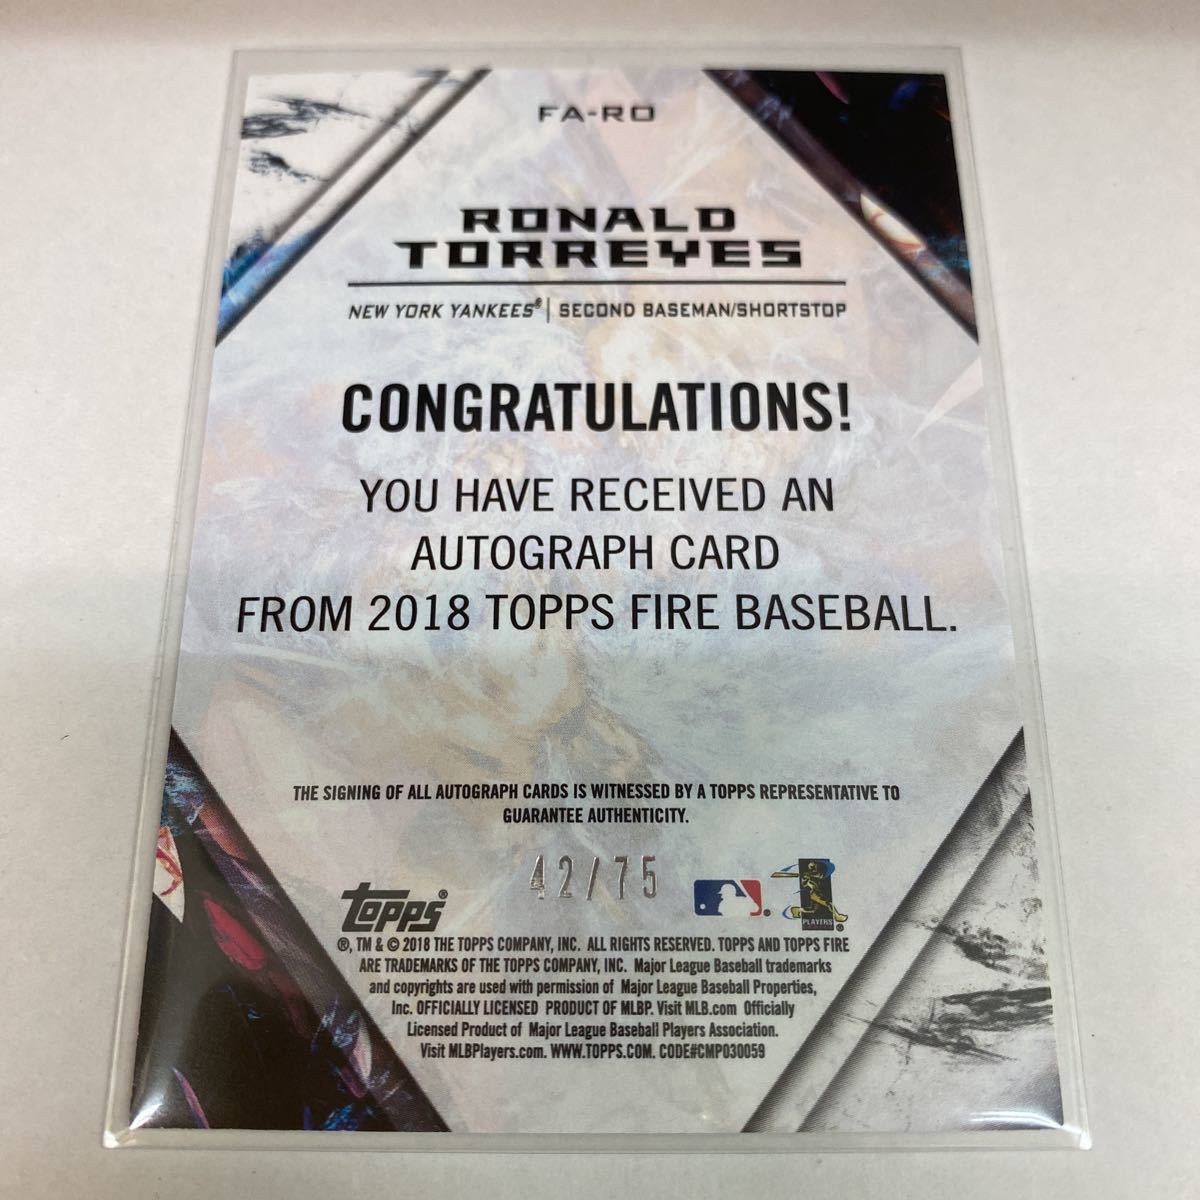 FA-RO
RONALD
TORREYES
NEW YORK YANKEES® | SECOND BASEMAN/SHORTSTOP
CONGRATULATIONS!
YOU HAVE RECEIVED AN
AUTOGRAPH CARD
FROM 2018 TOPPS FIRE BASEBALL.
THE SIGNING OF ALL AUTOGRAPH CARDS IS WITNESSED BY A TOPPS REPRESENTATIVE TO
GUARANTEE AUTHENTICITY.
42/75
topps®
PLAYERS
®, TM & © 2018 THE TOPPS COMPANY, INC. ALL RIGHTS RESERVED. TOPPS AND TOPPS FIRE
ARE TRADEMARKS OF THE TOPPS COMPANY, INC. Major League Baseball trademarks
and copyrights are used with permission of Major League Baseball Properties,
Inc. OFFICIALLY LICENSED PRODUCT OF MLBP. Visit MLB.com Officially
Licensed Product of Major League Baseball Players Association.
Visit MLBPlayers.com. WWW.TOPPS.COM. CODE#CMP030059